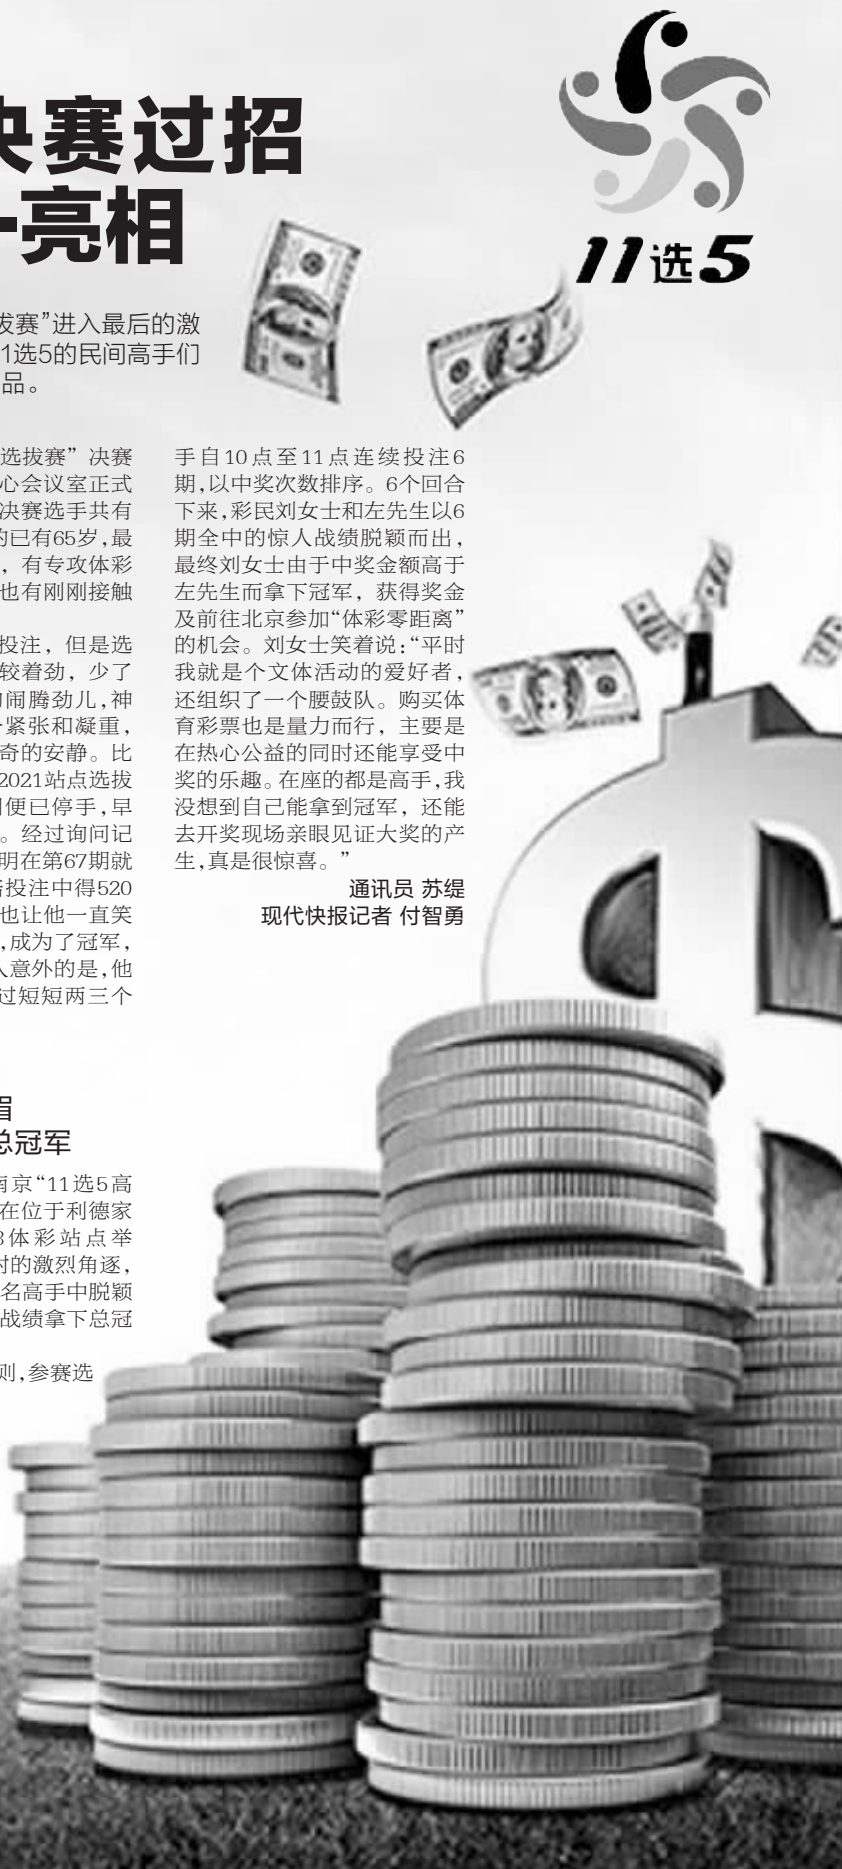 决赛过招
一亮相
11选5
拔赛”进入最后的激
1选5的民间高手们
品。
选拔赛”决赛
心会议室正式
决赛选手共有
的已有65岁,最
，有专攻体彩
也有刚刚接触
投注，但是选
较着劲，少了
闹腾劲儿,神
紧张和凝重，
奇的安静。比
2021站点选拔
便已停手,早
。经过询问记
明在第67期就
投注中得520
也让他一直笑
,成为了冠军，
人意外的是,他
过短短两三个
总冠军
南京“11选5高
在位于利德家
体彩站点举
时的激烈角逐，
名高手中脱颖
战绩拿下总冠
则,参赛选
手自10点至11点连续投注6
期,以中奖次数排序。6个回合
下来,彩民刘女士和左先生以6
期全中的惊人战绩脱颖而出，
最终刘女士由于中奖金额高于
左先生而拿下冠军，获得奖金
及前往北京参加“体彩零距离”
的机会。刘女士笑着说:“平时
我就是个文体活动的爱好者，
还组织了一个腰鼓队。购买体
育彩票也是量力而行，主要是
在热心公益的同时还能享受中
奖的乐趣。在座的都是高手,我
没想到自己能拿到冠军，还能
去开奖现场亲眼见证大奖的产
生,真是很惊喜。”
通讯员 苏缇
现代快报记者 付智勇